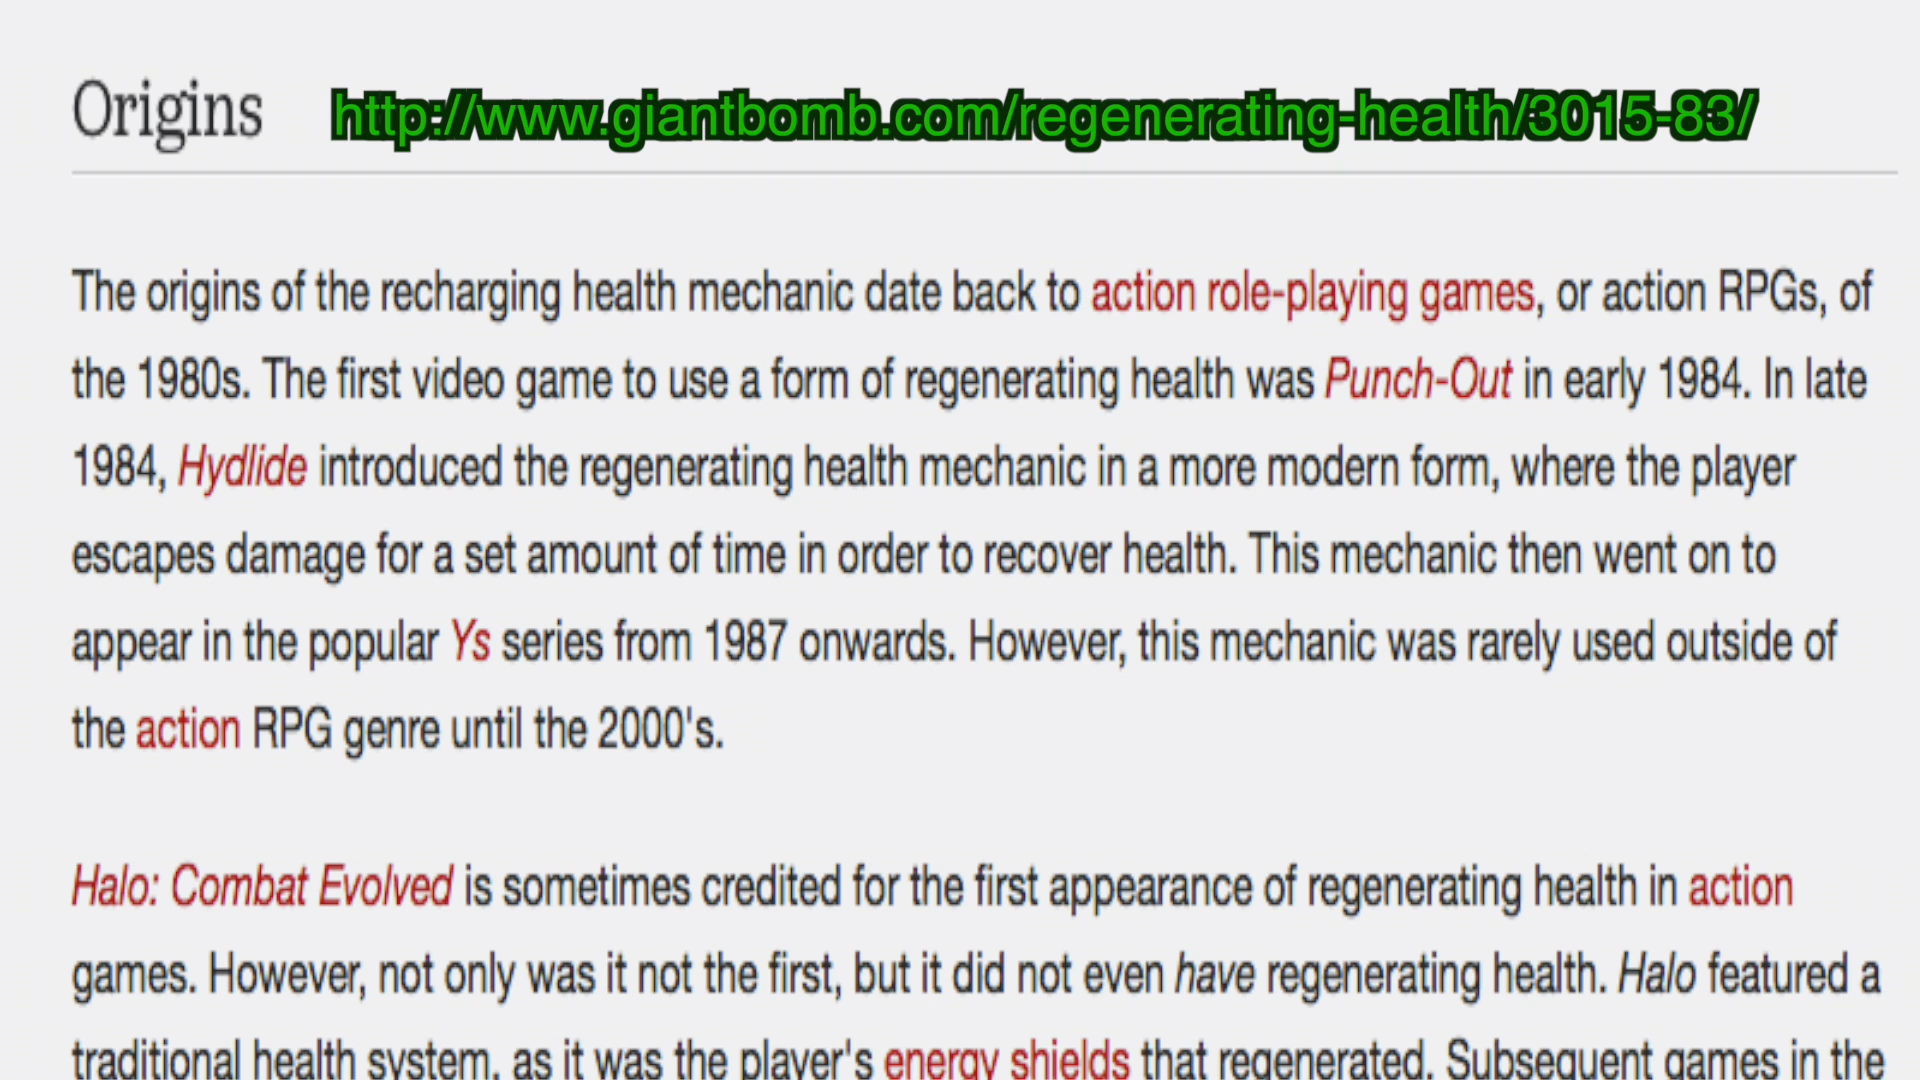 Origins http://www.giantbomb.com/regenerating-health/3015-83/
The origins of the recharging health mechanic date back to action role-playing games, or action RPGs, of
the 1980s. The first video game to use a form of regenerating health was Punch-Out in early 1984. In late
1984, Hydlide introduced the regenerating health mechanic in a more modern form, where the player
escapes damage for a set amount of time in order to recover health. This mechanic then went on to
appear in the popular Ys series from 1987 onwards. However, this mechanic was rarely used outside of
the action RPG genre until the 2000's.
Halo: Combat Evolved is sometimes credited for the first appearance of regenerating health in action
games. However, not only was it not the first, but it did not even have regenerating health. Halo featured a
traditional health system, as it was the player's energy shields that regenerated. Subsequent games in the